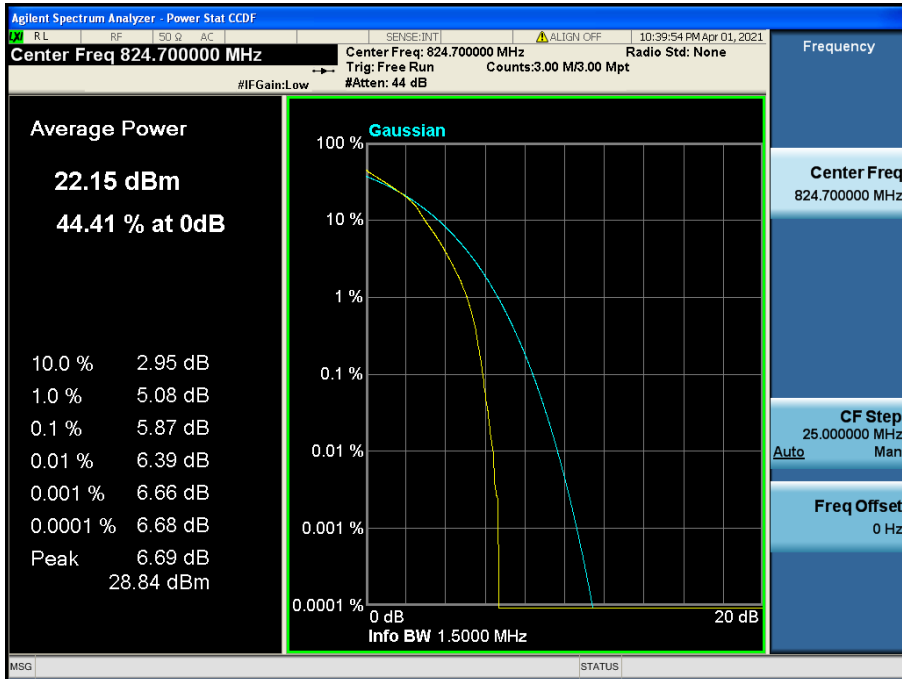 Agilent Spectrum Analyzer - Power Stat CCDF
LXI RL RF 50 Ω AC SENSE:INT ALIGN OFF 10:39:54 PM Apr 01, 2021
Center Freq 824.700000 MHz
Center Freq: 824.700000 MHz Radio Std: None
Trig: Free Run Counts:3.00 M/3.00 Mpt
#IFGain:Low #Atten: 44 dB
Frequency
Average Power
22.15 dBm
44.41 % at 0dB
10.0 % 2.95 dB
1.0 % 5.08 dB
0.1 % 5.87 dB
0.01 % 6.39 dB
0.001 % 6.66 dB
0.0001 % 6.68 dB
Peak 6.69 dB
28.84 dBm
Gaussian
100 %
10 %
1 %
0.1 %
0.01 %
0.001 %
0.0001 %
0 dB 20 dB
Info BW 1.5000 MHz
Center Freq
824.700000 MHz
CF Step
25.000000 MHz
Auto Man
Freq Offset
0 Hz
MSG STATUS